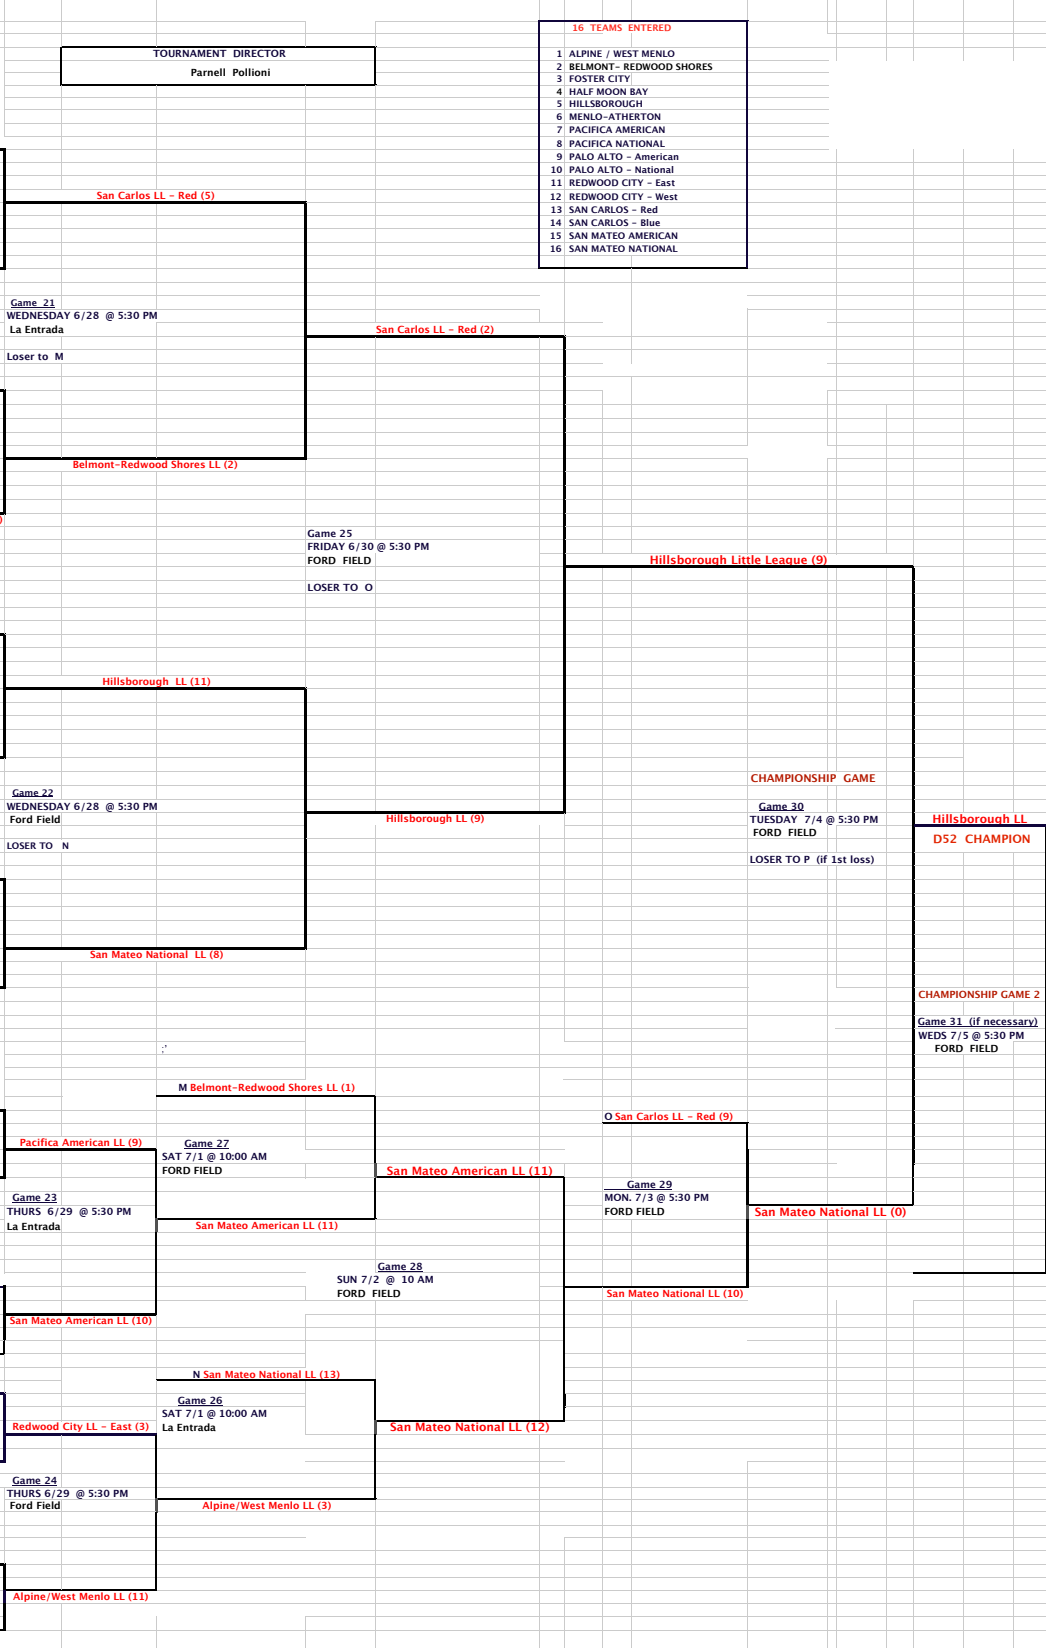 16 TEAMS ENTERED
TOURNAMENT DIRECTOR
Parnell Pollioni
1 ALPINE / WEST MENLO
2 BELMONT- REDWOOD SHORES
3 FOSTER CITY
4 HALF MOON BAY
5 HILLSBOROUGH
6 MENLO-ATHERTON
7 PACIFICA AMERICAN
8 PACIFICA NATIONAL
9 PALO ALTO - American
10 PALO ALTO - National
11 REDWOOD CITY - East
12 REDWOOD CITY - West
13 SAN CARLOS - Red
14 SAN CARLOS - Blue
15 SAN MATEO AMERICAN
16 SAN MATEO NATIONAL
San Carlos LL - Red (5)
Game 21
WEDNESDAY 6/28 @ 5:30 PM
La Entrada
Loser to M
San Carlos LL - Red (2)
Belmont-Redwood Shores LL (2)
)
Game 25
FRIDAY 6/30 @ 5:30 PM
FORD FIELD
LOSER TO O
Hillsborough Little League (9)
Hillsborough LL (11)
Game 22
WEDNESDAY 6/28 @ 5:30 PM
Ford Field
LOSER TO N
Hillsborough LL (9)
CHAMPIONSHIP GAME
Game 30
TUESDAY 7/4 @ 5:30 PM
FORD FIELD
LOSER TO P (if 1st loss)
Hillsborough LL
D52 CHAMPION
San Mateo National LL (8)
CHAMPIONSHIP GAME 2
Game 31 (if necessary)
WEDS 7/5 @ 5:30 PM
FORD FIELD
;'
M Belmont-Redwood Shores LL (1)
Pacifica American LL (9)
Game 27
SAT 7/1 @ 10:00 AM
FORD FIELD
O San Carlos LL - Red (9)
San Mateo American LL (11)
Game 23
THURS 6/29 @ 5:30 PM
La Entrada
San Mateo American LL (11)
Game 29
MON. 7/3 @ 5:30 PM
FORD FIELD
San Mateo National LL (0)
Game 28
SUN 7/2 @ 10 AM
FORD FIELD
San Mateo National LL (10)
San Mateo American LL (10)
N San Mateo National LL (13)
Game 26
SAT 7/1 @ 10:00 AM
La Entrada
Redwood City LL - East (3)
San Mateo National LL (12)
Game 24
THURS 6/29 @ 5:30 PM
Ford Field
Alpine/West Menlo LL (3)
Alpine/West Menlo LL (11)